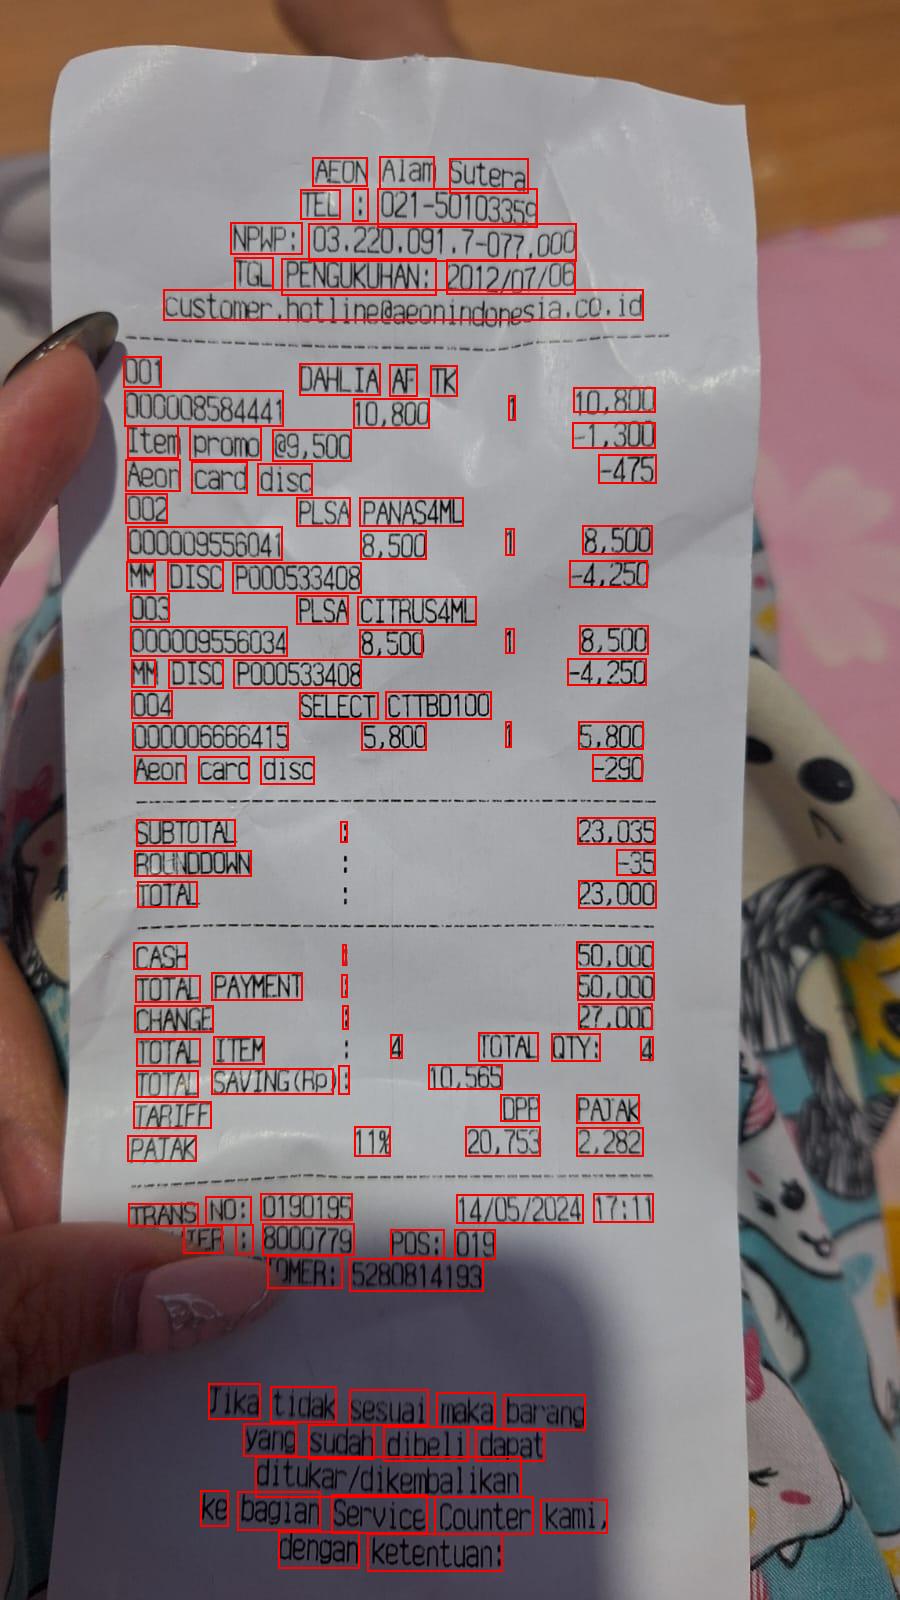 AEON Alam Sutera
TEL : 021-50103359
NPWP: 03.220.091.7-077.000
TGL PENGUKUHAN: 2012/07/06
customer.hotline@aeonindonesia.co.id
001 DAHLIA AF TK
000008584441 10,800 1 10,800
Item promo @9,500 -1,300
Aeon card disc -475
002 PLSA PANAS4ML
000009556041 8,500 1 8,500
MM DISC P000533408 -4,250
003 PLSA CITRUS4ML
000009556034 8,500 1 8,500
MM DISC P000533408 -4,250
004 SELECT CTTBD100
000006666415 5,800 1 5,800
Aeon card disc -290
SUBTOTAL : 23,035
ROUNDDOWN : -35
TOTAL : 23,000
CASH : 50,000
TOTAL PAYMENT : 50,000
CHANGE : 27,000
TOTAL ITEM : 4 TOTAL QTY: 4
TOTAL SAVING(Rp): 10,565
TARIFF DPP PAJAK
PAJAK 11% 20,753 2,282
TRANS NO: 0190195 14/05/2024 17:11
: 8000779 POS: 019
5280814193
Jika tidak sesuai maka barang
yang sudah dibeli dapat
ditukar/dikembalikan
ke bagian Service Counter kami,
dengan ketentuan: